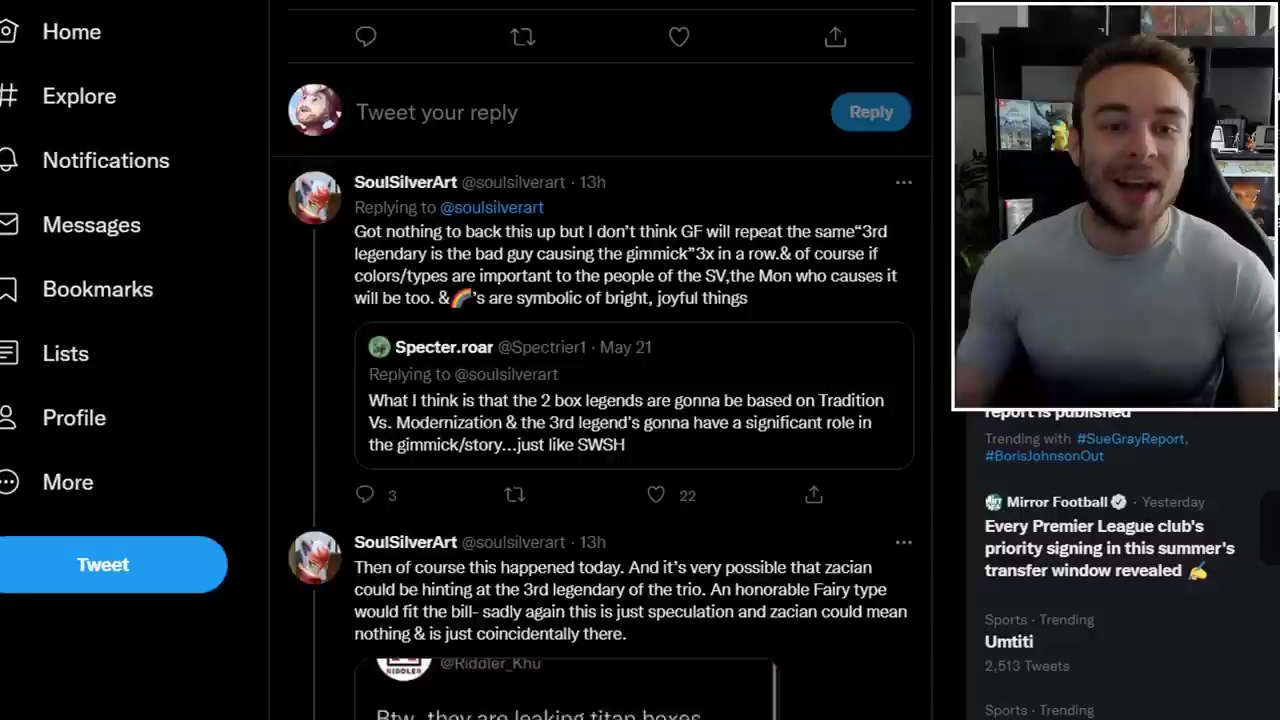 Home
Explore
Notifications
Messages
Bookmarks
Lists
Profile
More
Tweet
Tweet your reply
Reply
SoulSilverArt @soulsilverart · 13h
Replying to @soulsilverart
Got nothing to back this up but I don't think GF will repeat the same“3rd
legendary is the bad guy causing the gimmick”3x in a row.& of course if
colors/types are important to the people of the SV,the Mon who causes it
will be too. &🌈's are symbolic of bright, joyful things
Specter.roar @Spectrier1 · May 21
Replying to @soulsilverart
What I think is that the 2 box legends are gonna be based on Tradition
Vs. Modernization & the 3rd legend's gonna have a significant role in
the gimmick/story...just like SWSH
3
22
SoulSilverArt @soulsilverart · 13h
Then of course this happened today. And it's very possible that zacian
could be hinting at the 3rd legendary of the trio. An honorable Fairy type
would fit the bill- sadly again this is just speculation and zacian could mean
nothing & is just coincidentally there.
RIDDLER
@Riddler_Khu
Btw, they are leaking titan boxes
report is published
Trending with #SueGrayReport,
#BorisJohnsonOut
Mirror Football · Yesterday
Every Premier League club's
priority signing in this summer's
transfer window revealed ✍️
Sports · Trending
Umtiti
2,513 Tweets
Sports · Trending